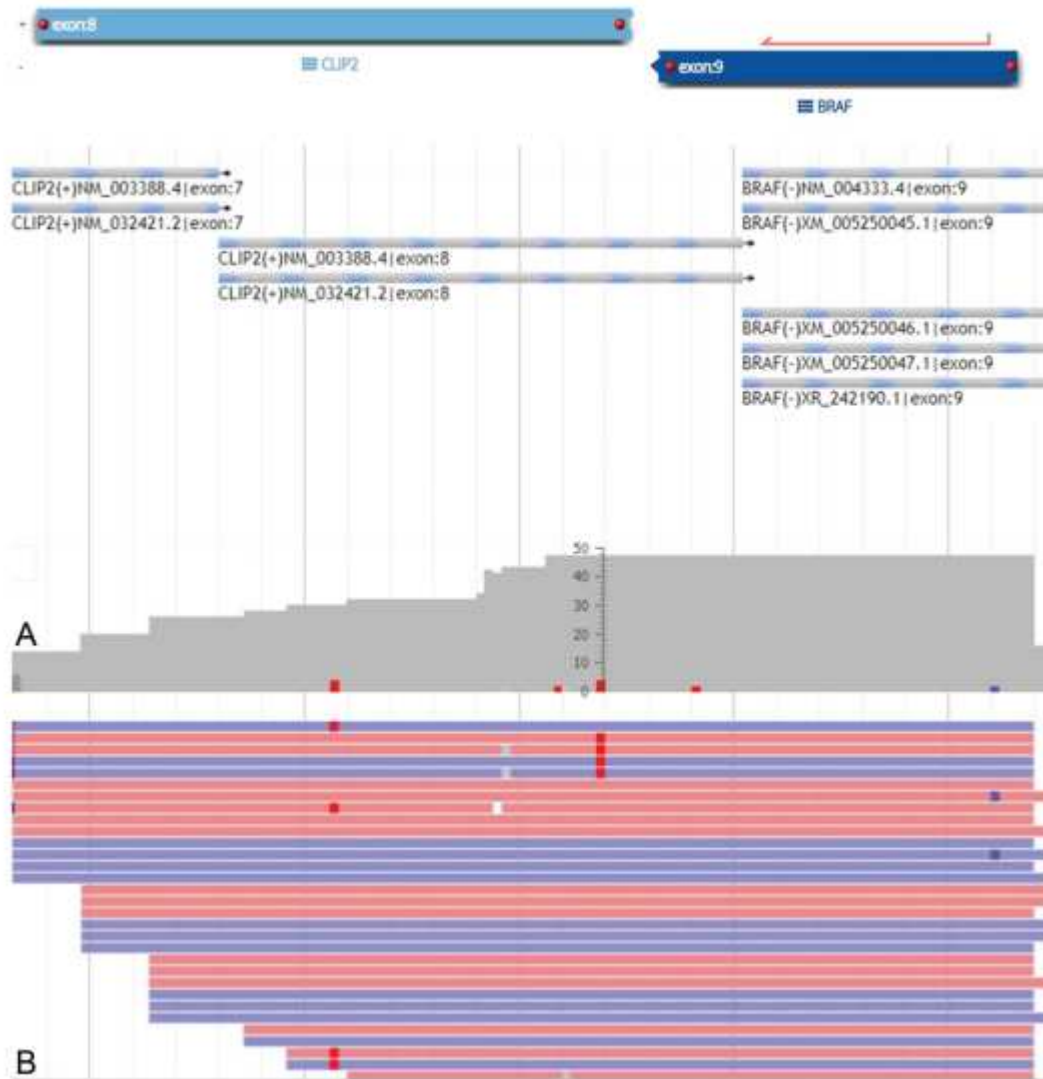 exon:8
CLIP2
exon:9
BRAF
CLIP2(+)NM_003388.4|exon:7
CLIP2(+)NM_032421.2|exon:7
CLIP2(+)NM_003388.4|exon:8
CLIP2(+)NM_032421.2|exon:8
BRAF(-)NM_004333.4|exon:9
BRAF(-)XM_005250045.1|exon:9
BRAF(-)XM_005250046.1|exon:9
BRAF(-)XM_005250047.1|exon:9
BRAF(-)XR_242190.1|exon:9
50
40
30
20
10
0
A
B